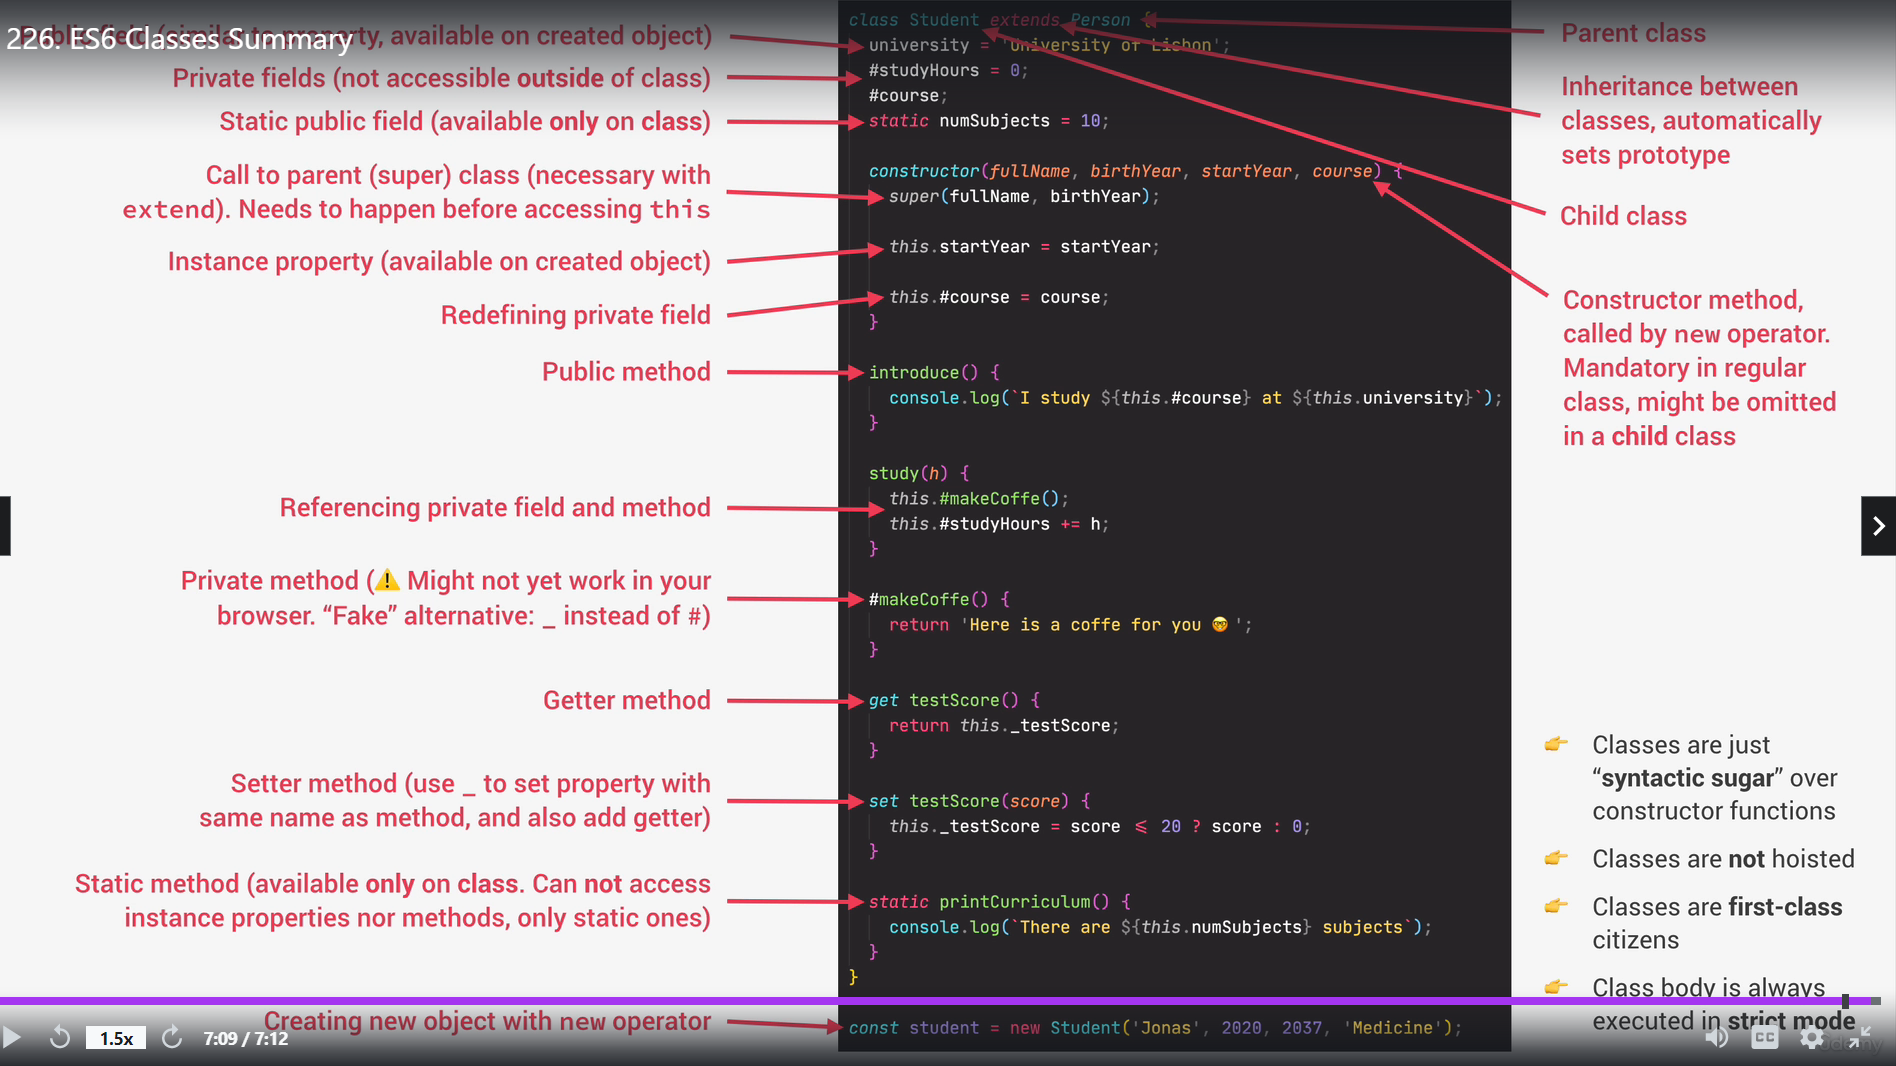 226. ES6 Classes Summary
Public field (similar to property, available on created object)
Private fields (not accessible outside of class)
Static public field (available only on class)
Call to parent (super) class (necessary with
extend). Needs to happen before accessing this
Instance property (available on created object)
Redefining private field
Public method
Referencing private field and method
Private method (⚠️ Might not yet work in your
browser. “Fake” alternative: _ instead of #)
Getter method
Setter method (use _ to set property with
same name as method, and also add getter)
Static method (available only on class. Can not access
instance properties nor methods, only static ones)
Creating new object with new operator
class Student extends Person {
university = 'University of Lisbon';
#studyHours = 0;
#course;
static numSubjects = 10;
constructor(fullName, birthYear, startYear, course) {
super(fullName, birthYear);
this.startYear = startYear;
this.#course = course;
}
introduce() {
console.log(`I study ${this.#course} at ${this.university}`);
}
study(h) {
this.#makeCoffe();
this.#studyHours += h;
}
#makeCoffe() {
return 'Here is a coffe for you 🤓';
}
get testScore() {
return this._testScore;
}
set testScore(score) {
this._testScore = score ⩽ 20 ? score : 0;
}
static printCurriculum() {
console.log(`There are ${this.numSubjects} subjects`);
}
}
const student = new Student('Jonas', 2020, 2037, 'Medicine');
Parent class
Inheritance between
classes, automatically
sets prototype
Child class
Constructor method,
called by new operator.
Mandatory in regular
class, might be omitted
in a child class
👉 Classes are just
“syntactic sugar” over
constructor functions
👉 Classes are not hoisted
👉 Classes are first-class
citizens
👉 Class body is always
executed in strict mode
1.5x
7:09 / 7:12
CC
Udemy